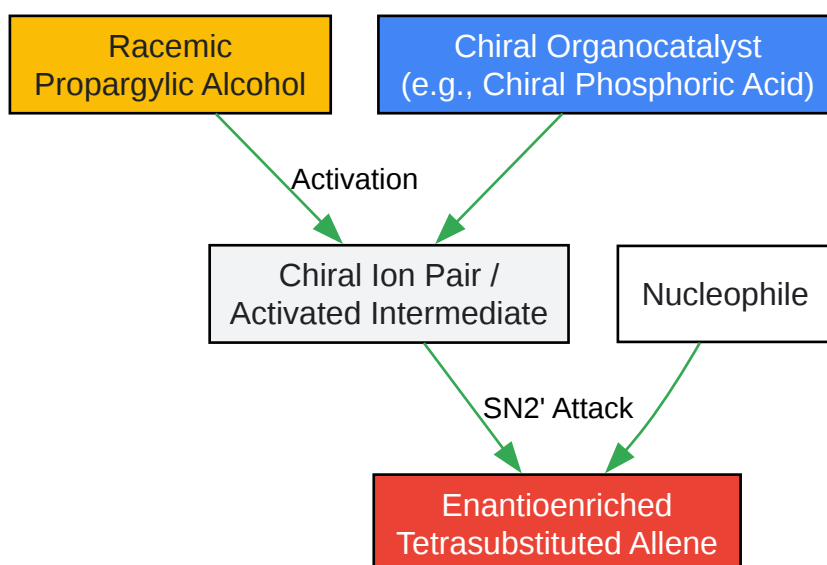 Racemic
Propargylic Alcohol
Chiral Organocatalyst
(e.g., Chiral Phosphoric Acid)
Activation
Chiral Ion Pair /
Activated Intermediate
Nucleophile
SN2' Attack
Enantioenriched
Tetrasubstituted Allene